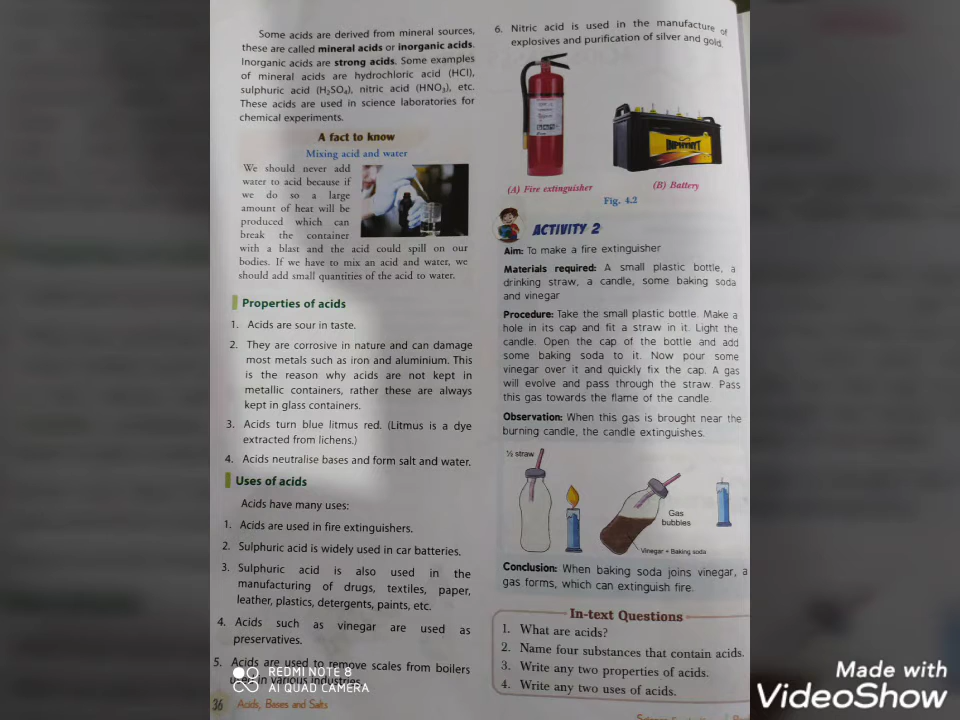 Some acids are derived from mineral sources,
these are called mineral acids or inorganic acids.
Inorganic acids are strong acids. Some examples
of mineral acids are hydrochloric acid (HCl),
sulphuric acid (H₂SO₄), nitric acid (HNO₃), etc.
These acids are used in science laboratories for
chemical experiments.
A fact to know
Mixing acid and water
We should never add
water to acid because if
we do so a large
amount of heat will be
produced which can
break the container
with a blast and the acid could spill on our
bodies. If we have to mix an acid and water, we
should add small quantities of the acid to water.
Properties of acids
1. Acids are sour in taste.
2. They are corrosive in nature and can damage
most metals such as iron and aluminium. This
is the reason why acids are not kept in
metallic containers, rather these are always
kept in glass containers.
3. Acids turn blue litmus red. (Litmus is a dye
extracted from lichens.)
4. Acids neutralise bases and form salt and water.
Uses of acids
Acids have many uses:
1. Acids are used in fire extinguishers.
2. Sulphuric acid is widely used in car batteries.
3. Sulphuric acid is also used in the
manufacturing of drugs, textiles, paper,
leather, plastics, detergents, paints, etc.
4. Acids such as vinegar are used as
preservatives.
5. Acids are used to remove scales from boilers
used in various industries.
36 Acids, Bases and Salts
6. Nitric acid is used in the manufacture of
explosives and purification of silver and gold.
(A) Fire extinguisher
(B) Battery
Fig. 4.2
ACTIVITY 2
Aim: To make a fire extinguisher
Materials required: A small plastic bottle, a
drinking straw, a candle, some baking soda
and vinegar
Procedure: Take the small plastic bottle. Make a
hole in its cap and fit a straw in it. Light the
candle. Open the cap of the bottle and add
some baking soda to it. Now pour some
vinegar over it and quickly fix the cap. A gas
will evolve and pass through the straw. Pass
this gas towards the flame of the candle.
Observation: When this gas is brought near the
burning candle, the candle extinguishes.
½ straw
Gas
bubbles
Vinegar + Baking soda
Conclusion: When baking soda joins vinegar, a
gas forms, which can extinguish fire.
In-text Questions
1. What are acids?
2. Name four substances that contain acids.
3. Write any two properties of acids.
4. Write any two uses of acids.
REDMI NOTE 8
AI QUAD CAMERA
Made with
VideoShow